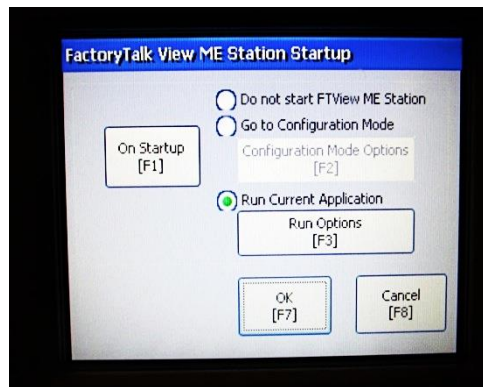 FactoryTalk View ME Station Startup
Do not start FTView ME Station
Go to Configuration Mode
On Startup
[F1]
Configuration Mode Options
[F2]
Run Current Application
Run Options
[F3]
OK
[F7]
Cancel
[F8]